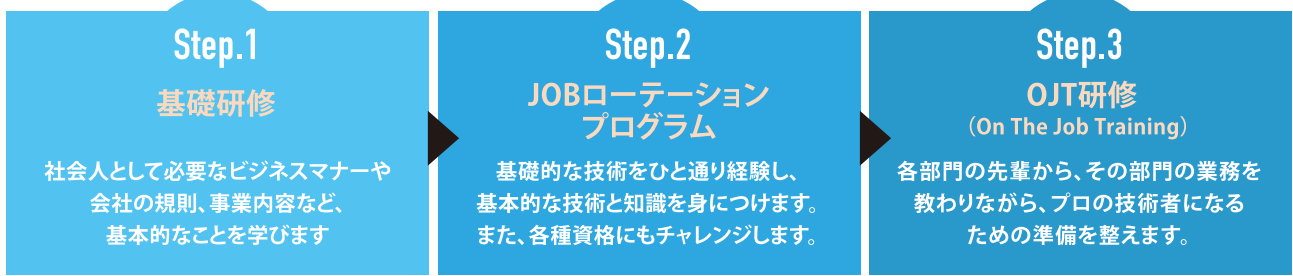 Step.1
基礎研修
社会人として必要なビジネスマナーや
会社の規則、事業内容など、
基本的なことを学びます
Step.2
JOBローテーション
プログラム
基礎的な技術をひと通り経験し、
基本的な技術と知識を身につけます。
また、各種資格にもチャレンジします。
Step.3
OJT研修
（On The Job Training）
各部門の先輩から、その部門の業務を
教わりながら、プロの技術者になる
ための準備を整えます。